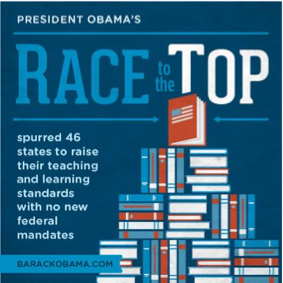 PRESIDENT OBAMA'S
RACE to the TOP
spurred 46
states to raise
their teaching
and learning
standards
with no new
federal
mandates
BARACKOBAMA.COM